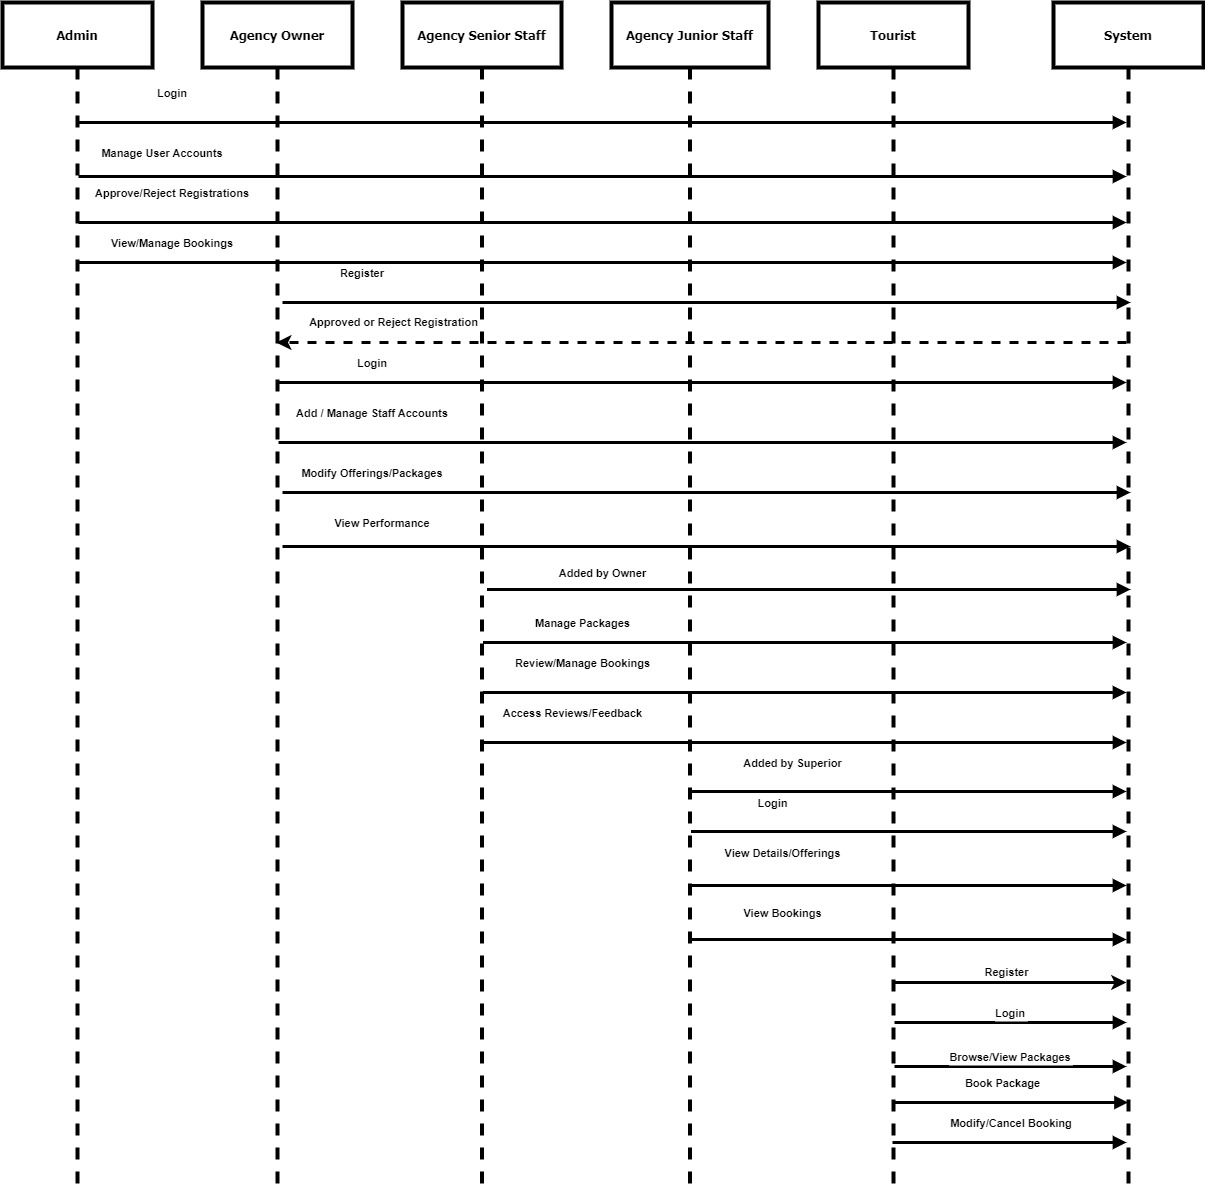 Admin
Agency Owner
Agency Senior Staff
Agency Junior Staff
Tourist
System
Login
Manage User Accounts
Approve/Reject Registrations
View/Manage Bookings
Register
Approved or Reject Registration
Login
Add / Manage Staff Accounts
Modify Offerings/Packages
View Performance
Added by Owner
Manage Packages
Review/Manage Bookings
Access Reviews/Feedback
Added by Superior
Login
View Details/Offerings
View Bookings
Register
Login
Browse/View Packages
Book Package
Modify/Cancel Booking